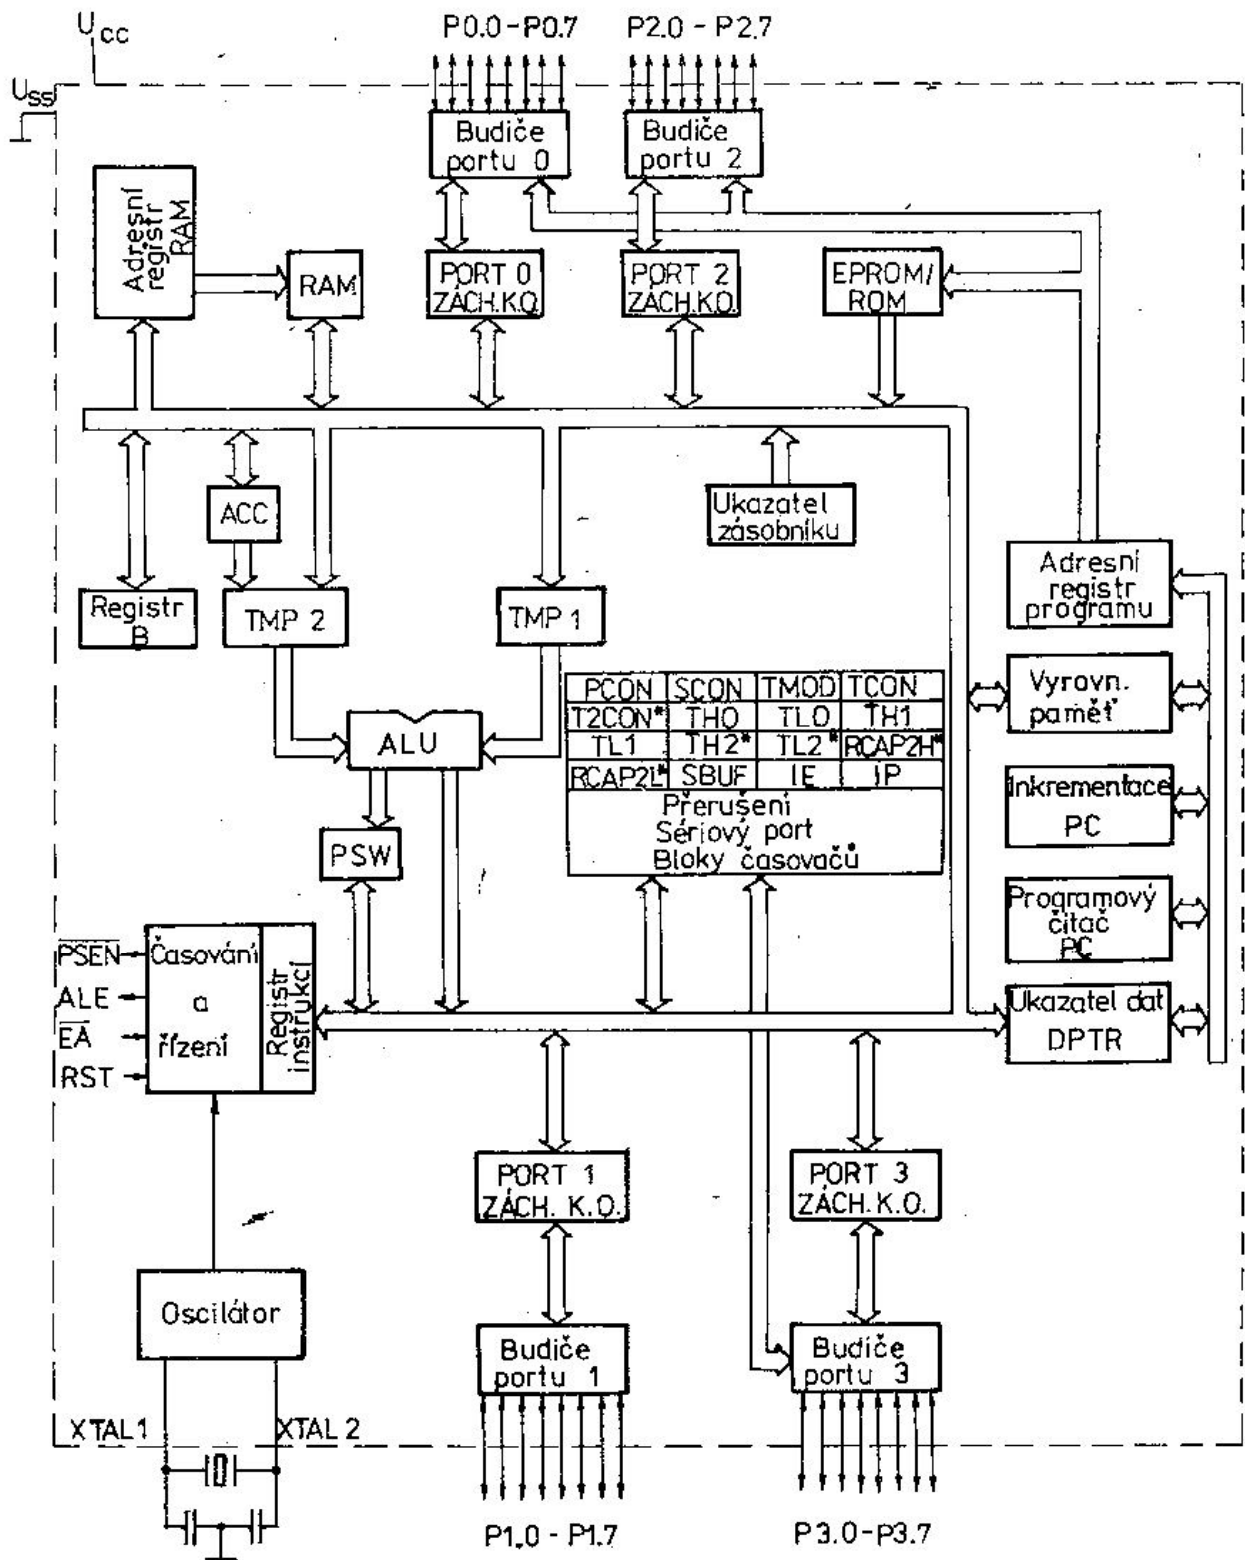 Ucc
P0.0-P0.7
P2.0 - P2.7
Uss
Budiče
portu 0
Budiče
portu 2
Adresní
registr
RAM
RAM
PORT 0
ZÁCH.K.O.
PORT 2
ZÁCH.K.O.
EPROM/
ROM
ACC
Ukazatel
zásobníku
Registr
B
TMP 2
TMP 1
Adresní
registr
programu
PCON SCON TMOD TCON
T2CON* TH0 TL0 TH1
TL1 TH2* TL2* RCAP2H*
RCAP2L* SBUF IE IP
Přerušení
Sériový port
Bloky časovačů
Vyrovn.
paměť
ALU
Inkrementace
PC
PSW
Programový
čítač
PC
PSEN
ALE
EA
RST
Časování
a
řízení
Registr
instrukcí
Ukazatel dat
DPTR
PORT 1
ZÁCH. K.O.
PORT 3
ZÁCH. K.O.
Oscilátor
Budiče
portu 1
Budiče
portu 3
XTAL1
XTAL2
P1.0 - P1.7
P3.0-P3.7